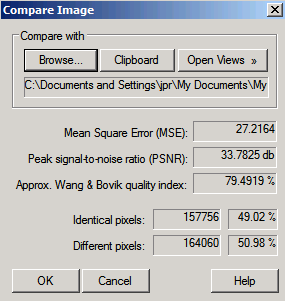 Compare Image
Compare with
Browse... Clipboard Open Views »
C:\Documents and Settings\jpr\My Documents\My
Mean Square Error (MSE): 27.2164
Peak signal-to-noise ratio (PSNR): 33.7825 db
Approx. Wang & Bovik quality index: 79.4919 %
Identical pixels: 157756 49.02 %
Different pixels: 164060 50.98 %
OK Cancel Help